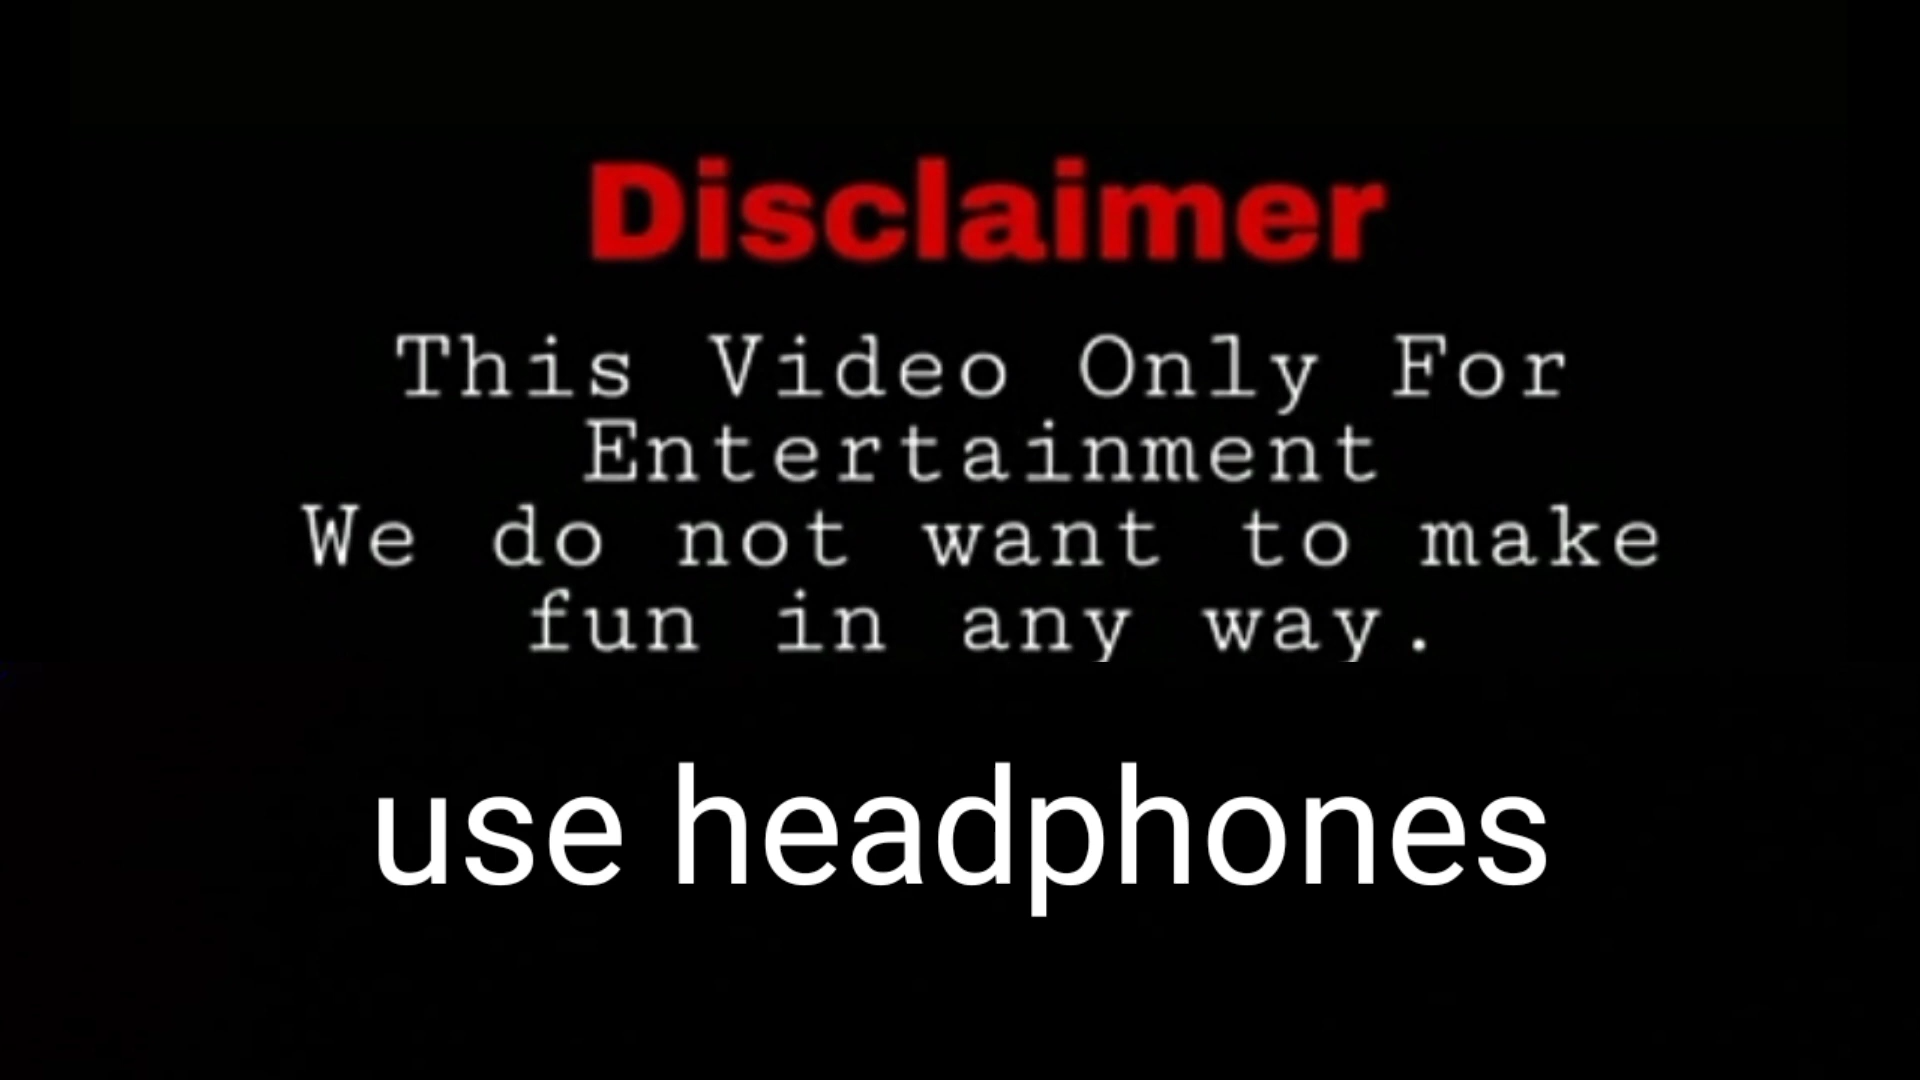 Disclaimer
This Video Only For
Entertainment
We do not want to make
fun in any way.
use headphones